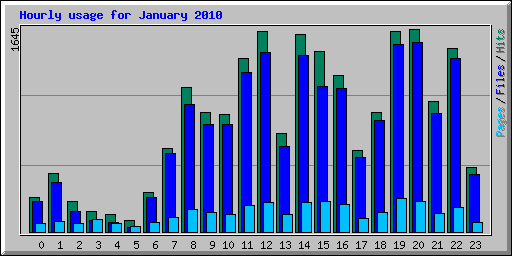 Hourly usage for January 2010
1645
Pages/Files/Hits
0 1 2 3 4 5 6 7 8 9 10 11 12 13 14 15 16 17 18 19 20 21 22 23